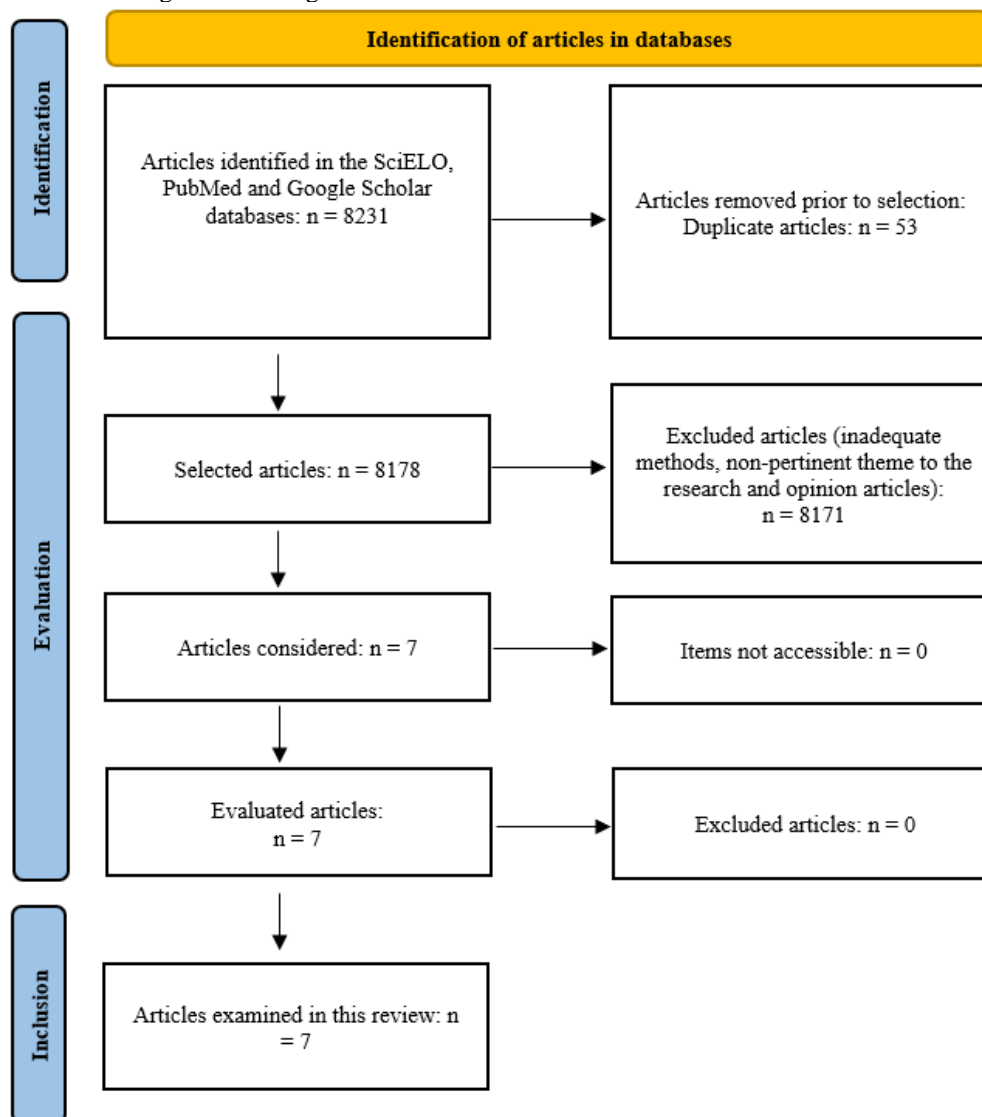 Identification of articles in databases
Identification
Articles identified in the SciELO,
PubMed and Google Scholar
databases: n = 8231
Articles removed prior to selection:
Duplicate articles: n = 53
Evaluation
Selected articles: n = 8178
Excluded articles (inadequate
methods, non-pertinent theme to the
research and opinion articles):
n = 8171
Articles considered: n = 7
Items not accessible: n = 0
Evaluated articles:
n = 7
Excluded articles: n = 0
Inclusion
Articles examined in this review: n
= 7